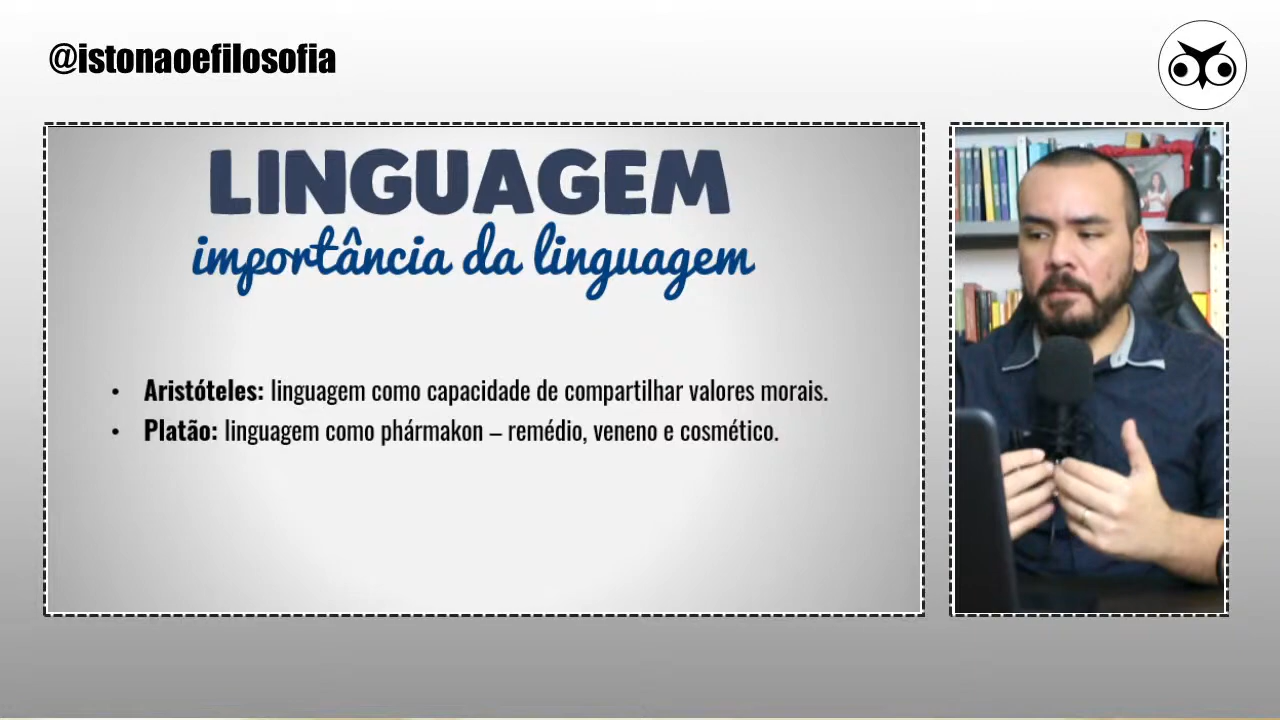 @istonaoefilosofia
LINGUAGEM
importância da linguagem
• Aristóteles: linguagem como capacidade de compartilhar valores morais.
• Platão: linguagem como phármakon – remédio, veneno e cosmético.